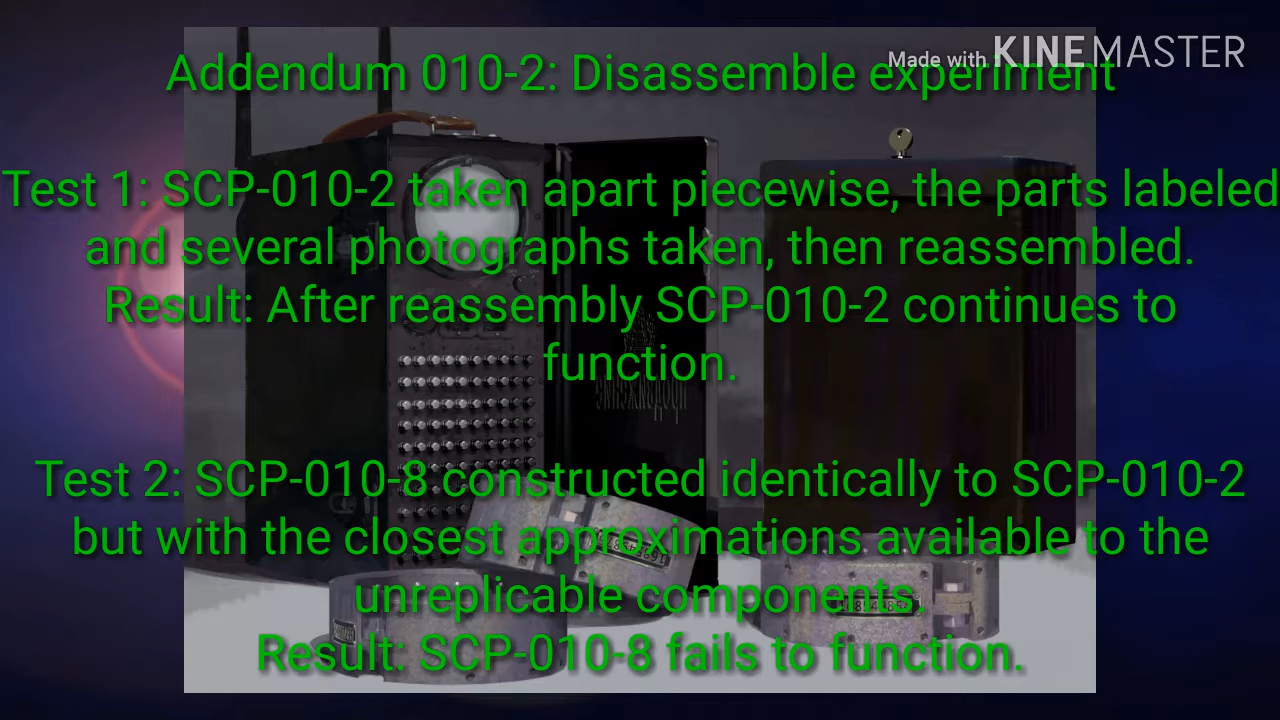 Made with KINEMASTER
Addendum 010-2: Disassemble experiment
Test 1: SCP-010-2 taken apart piecewise, the parts labeled
and several photographs taken, then reassembled.
Result: After reassembly SCP-010-2 continues to
function.
Test 2: SCP-010-8 constructed identically to SCP-010-2
but with the closest approximations available to the
unreplicable components,
Result: SCP-010-8 fails to function.